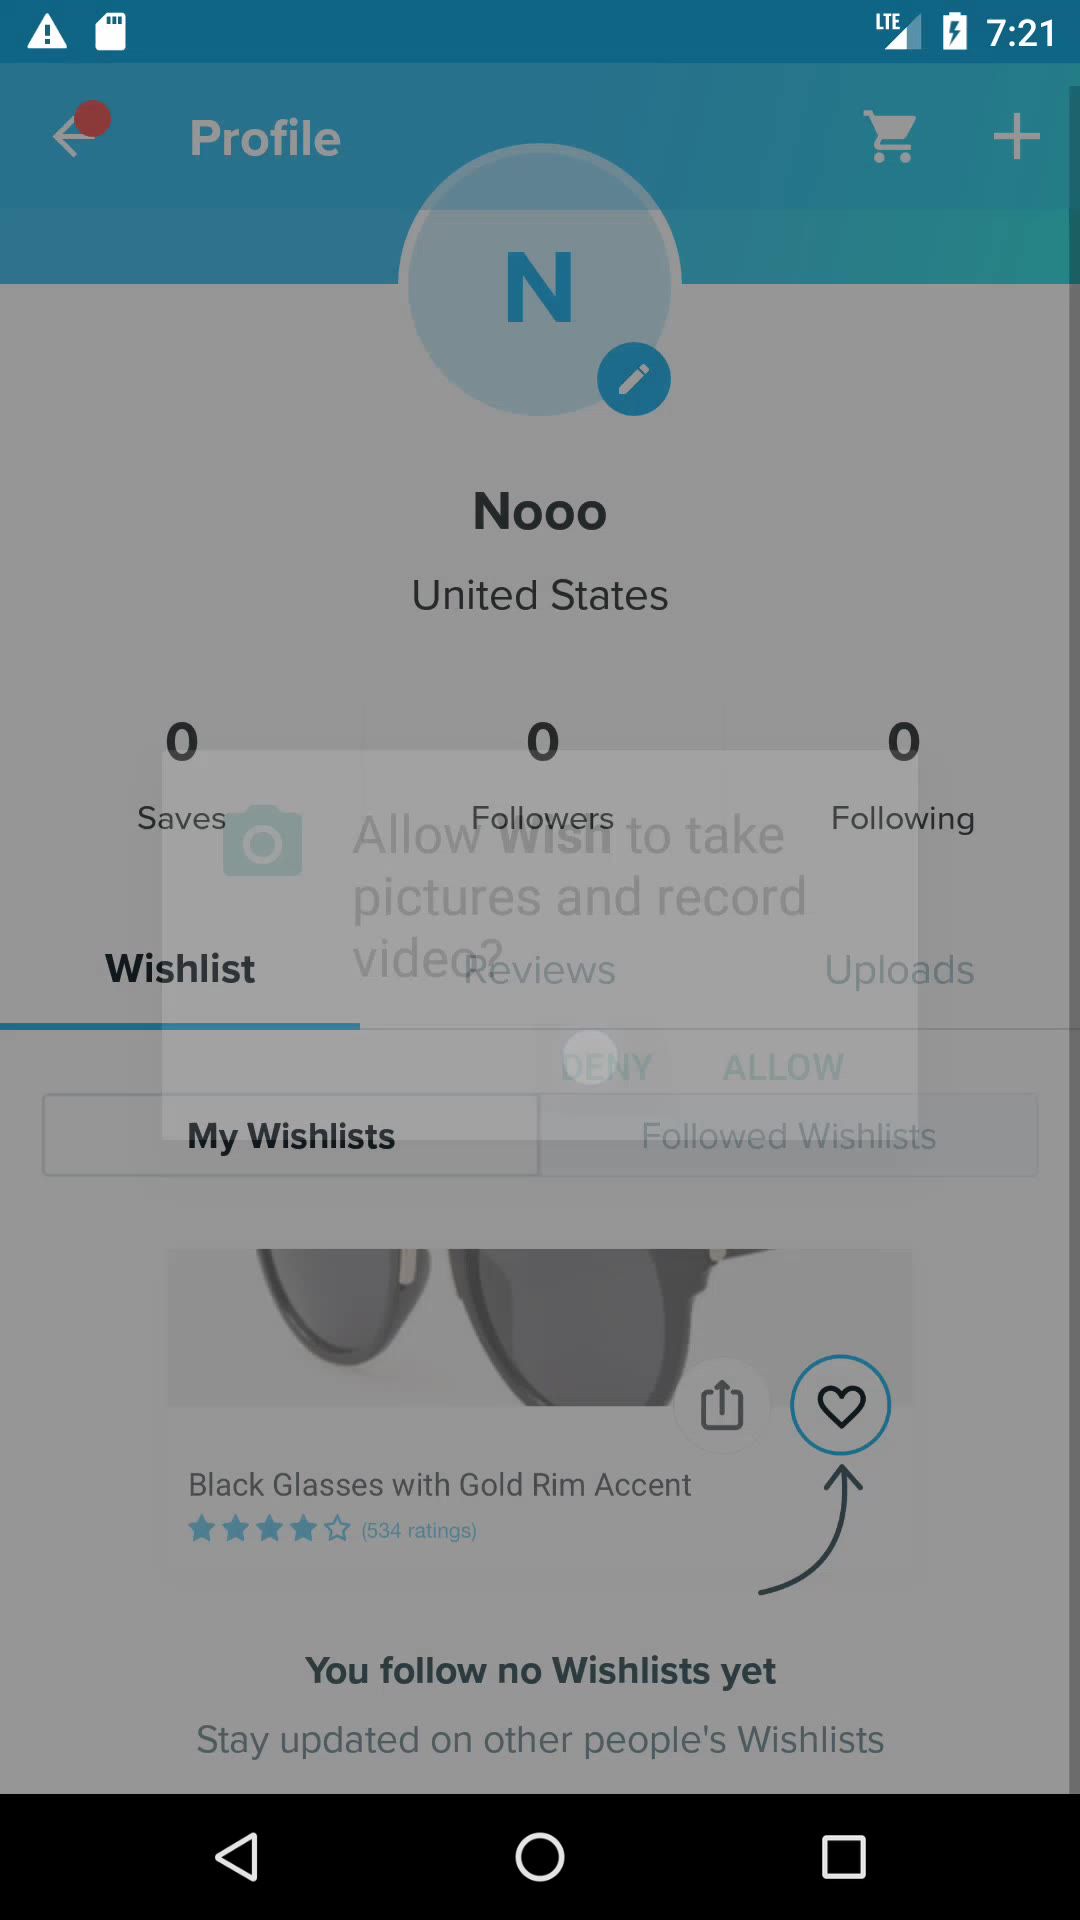 LTE 7:21
Profile
N
Nooo
United States
0 0 0
Saves Followers Following
Allow Wish to take
pictures and record
video?
Wishlist Reviews Uploads
DENY ALLOW
My Wishlists Followed Wishlists
Black Glasses with Gold Rim Accent
(534 ratings)
You follow no Wishlists yet
Stay updated on other people's Wishlists